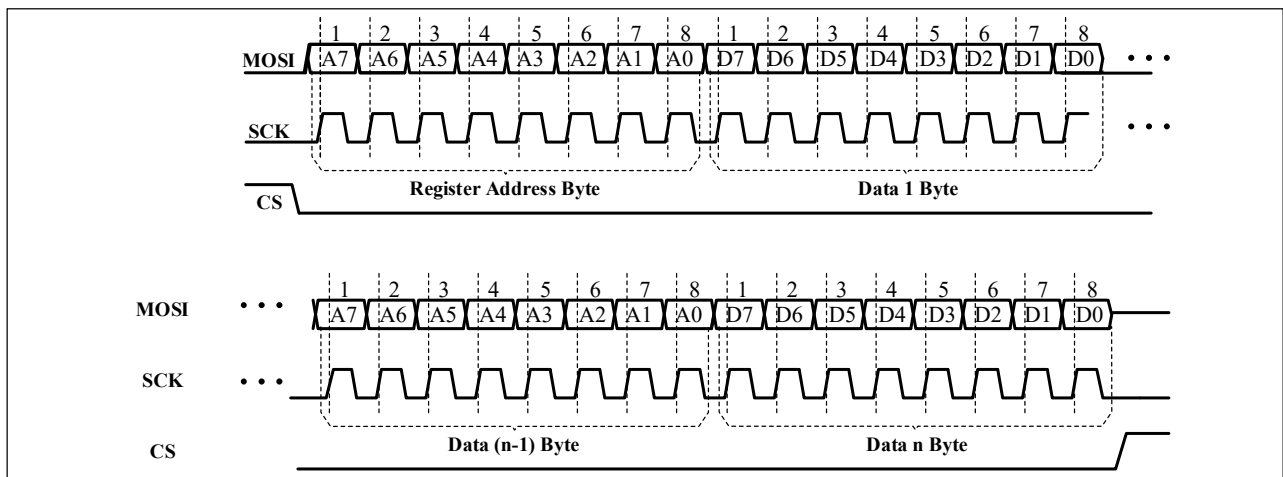 1 2 3 4 5 6 7 8 1 2 3 4 5 6 7 8
MOSI A7 A6 A5 A4 A3 A2 A1 A0 D7 D6 D5 D4 D3 D2 D1 D0 • • •
SCK • • •
Register Address Byte Data 1 Byte
CS
1 2 3 4 5 6 7 8 1 2 3 4 5 6 7 8
MOSI • • • A7 A6 A5 A4 A3 A2 A1 A0 D7 D6 D5 D4 D3 D2 D1 D0
SCK • • •
Data (n-1) Byte Data n Byte
CS